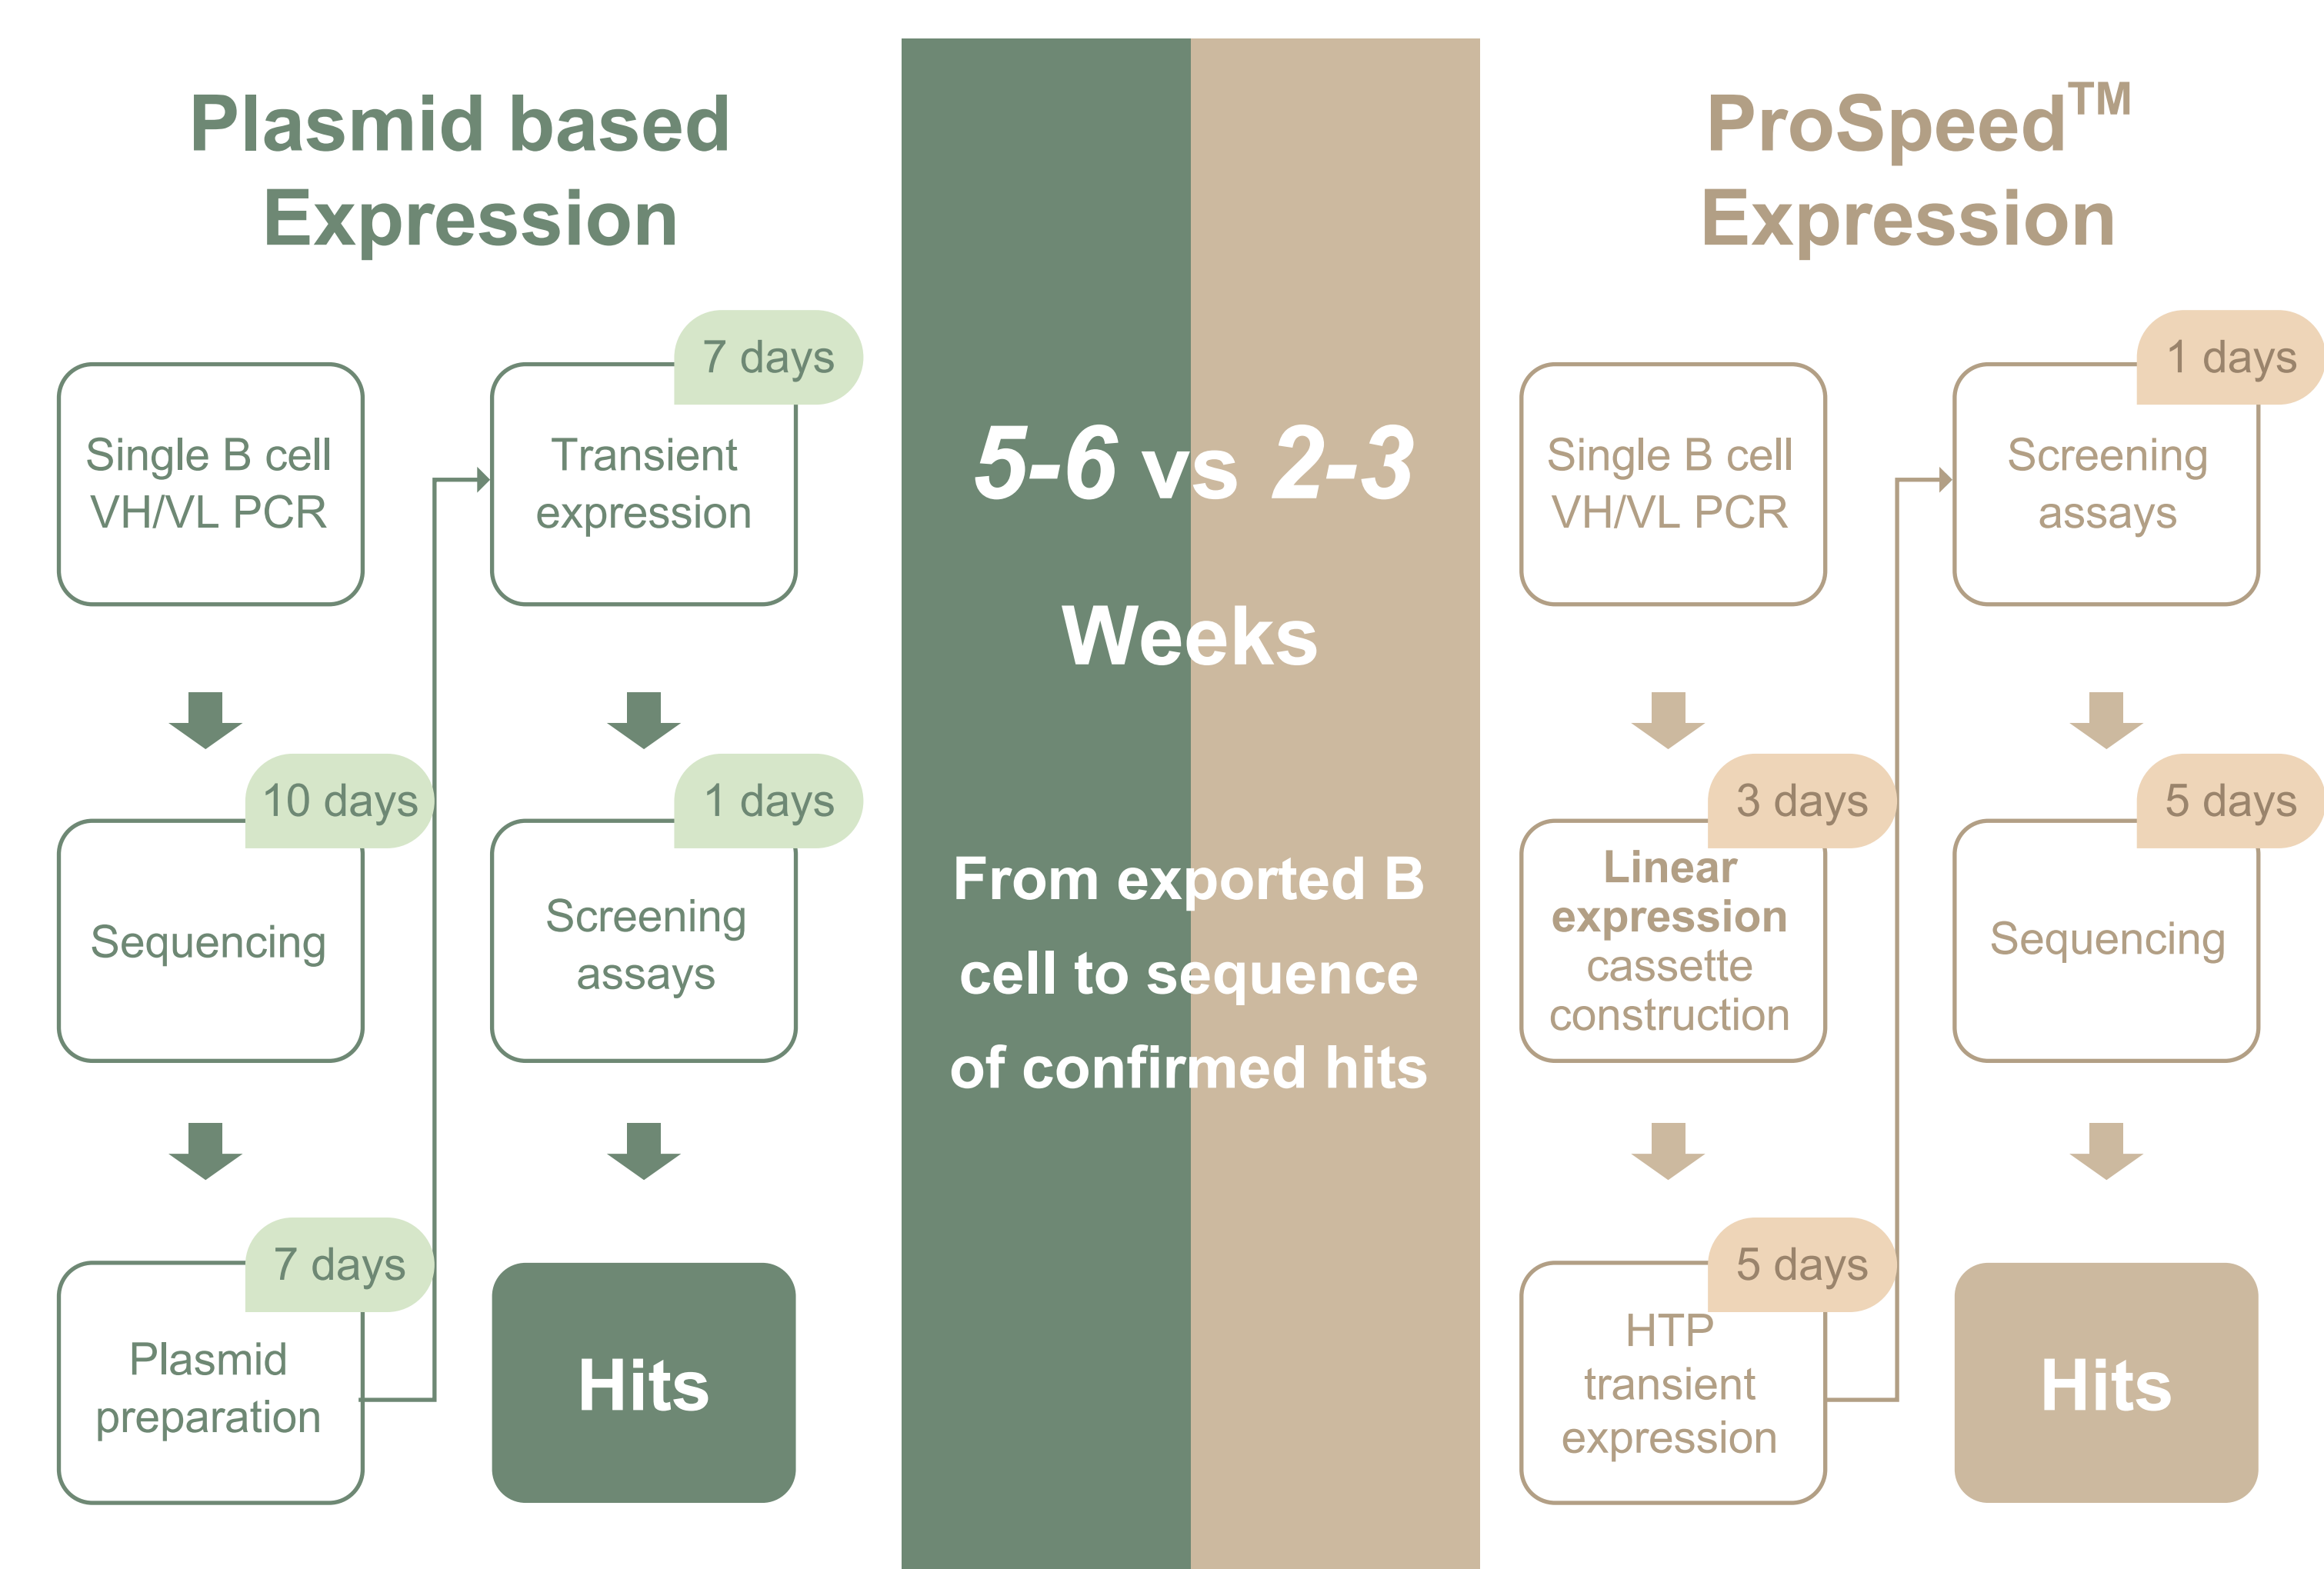 Plasmid based
Expression
Single B cell
VH/VL PCR
10 days
Sequencing
7 days
Plasmid
preparation
7 days
Transient
expression
1 days
Screening
assays
Hits
5-6 vs 2-3
Weeks
From exported B
cell to sequence
of confirmed hits
ProSpeed™
Expression
Single B cell
VH/VL PCR
3 days
Linear
expression
cassette
construction
5 days
HTP
transient
expression
1 days
Screening
assays
5 days
Sequencing
Hits